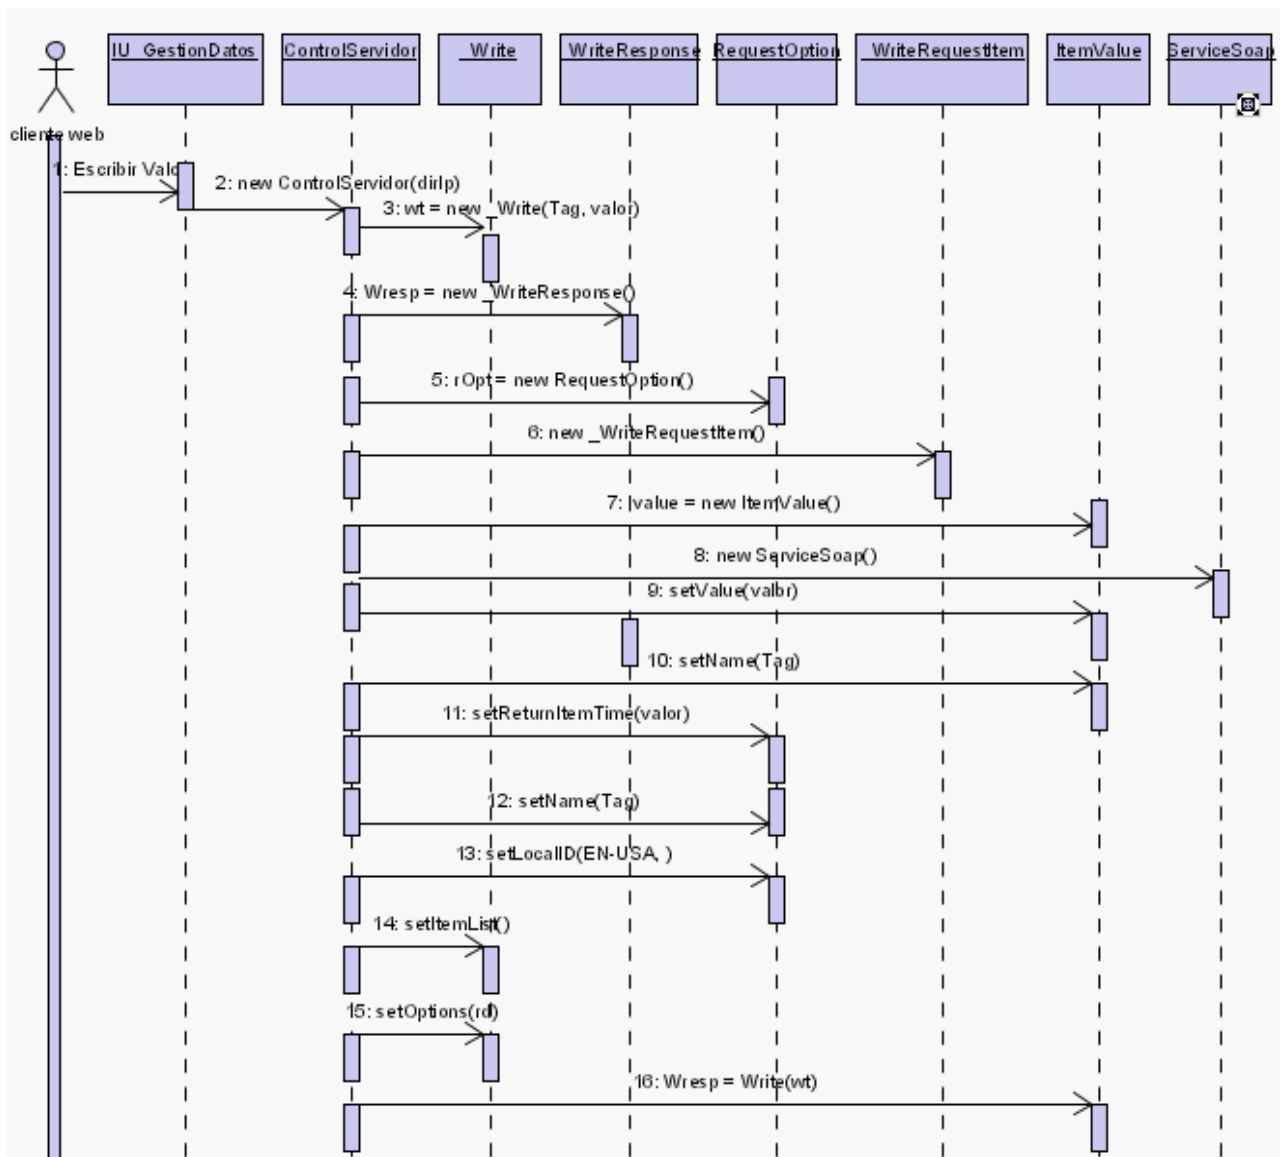 IU_GestionDatos
ControlServidor
_Write
_WriteResponse
RequestOption
_WriteRequestItem
ItemValue
ServiceSoap
cliente web
1: Escribir Valo
2: new ControlServidor(dirIp)
3: wt = new _Write(Tag, valor)
4: Wresp = new _WriteResponse()
5: rOpt = new RequestOption()
6: new _WriteRequestItem()
7: Ivalue = new ItemValue()
8: new ServiceSoap()
9: setValue(valor)
10: setName(Tag)
11: setReturnItemTime(valor)
12: setName(Tag)
13: setLocalID(EN-USA, )
14: setItemList()
15: setOptions(rd)
16: Wresp = Write(wt)